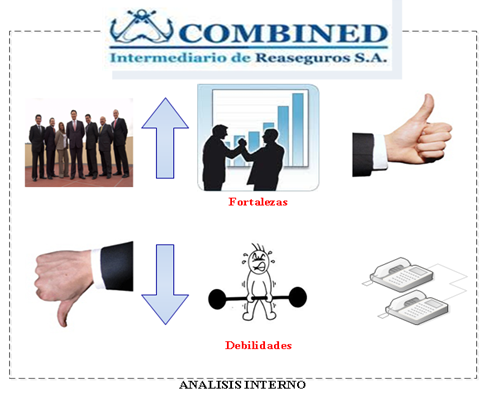 COMBINED
Intermediario de Reaseguros S.A.
Fortalezas
Debilidades
ANALISIS INTERNO